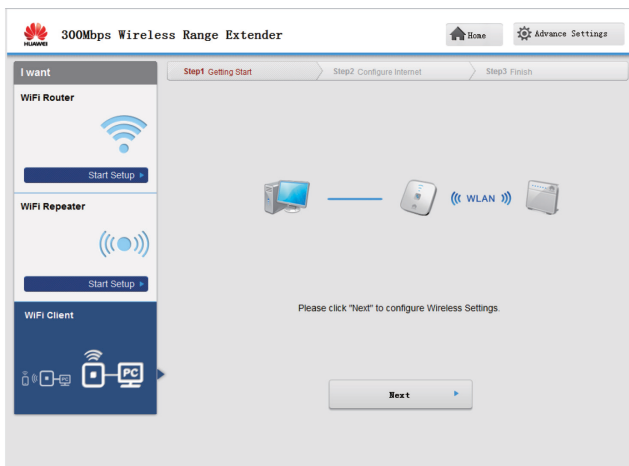 HUAWEI
300Mbps Wireless Range Extender
Home
Advance Settings
I want
Step1 Getting Start
Step2 Configure Internet
Step3 Finish
WiFi Router
Start Setup
WiFi Repeater
Start Setup
WiFi Client
PC
PC
WLAN
Please click "Next" to configure Wireless Settings.
Next